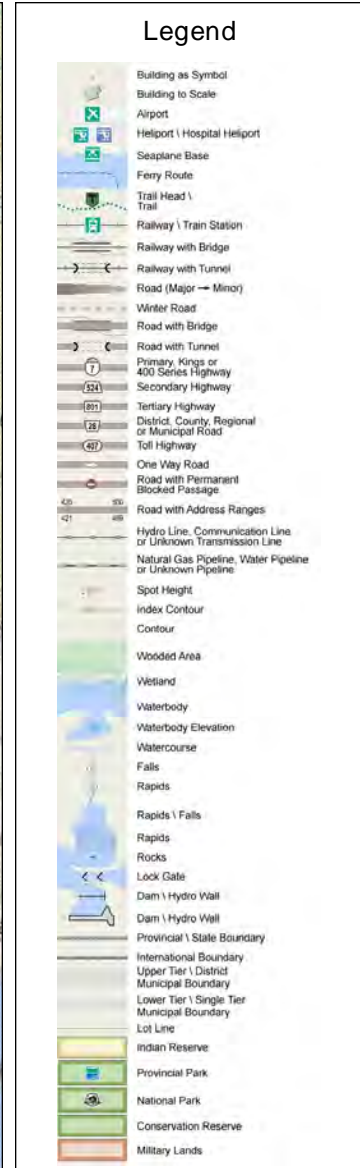 Legend
Building as Symbol
Building to Scale
Airport
Heliport \ Hospital Heliport
Seaplane Base
Ferry Route
Trail Head \
Trail
Railway \ Train Station
Railway with Bridge
Railway with Tunnel
Road (Major → Minor)
Winter Road
Road with Bridge
Road with Tunnel
7
Primary, Kings or
400 Series Highway
524
Secondary Highway
801
Tertiary Highway
28
District, County, Regional
or Municipal Road
407
Toll Highway
One Way Road
Road with Permanent
Blocked Passage
Road with Address Ranges
Hydro Line, Communication Line
or Unknown Transmission Line
Natural Gas Pipeline, Water Pipeline
or Unknown Pipeline
Spot Height
Index Contour
Contour
Wooded Area
Wetland
Waterbody
Waterbody Elevation
Watercourse
Falls
Rapids
Rapids \ Falls
Rapids
Rocks
Lock Gate
Dam \ Hydro Wall
Dam \ Hydro Wall
Provincial \ State Boundary
International Boundary
Upper Tier \ District
Municipal Boundary
Lower Tier \ Single Tier
Municipal Boundary
Lot Line
Indian Reserve
Provincial Park
National Park
Conservation Reserve
Military Lands